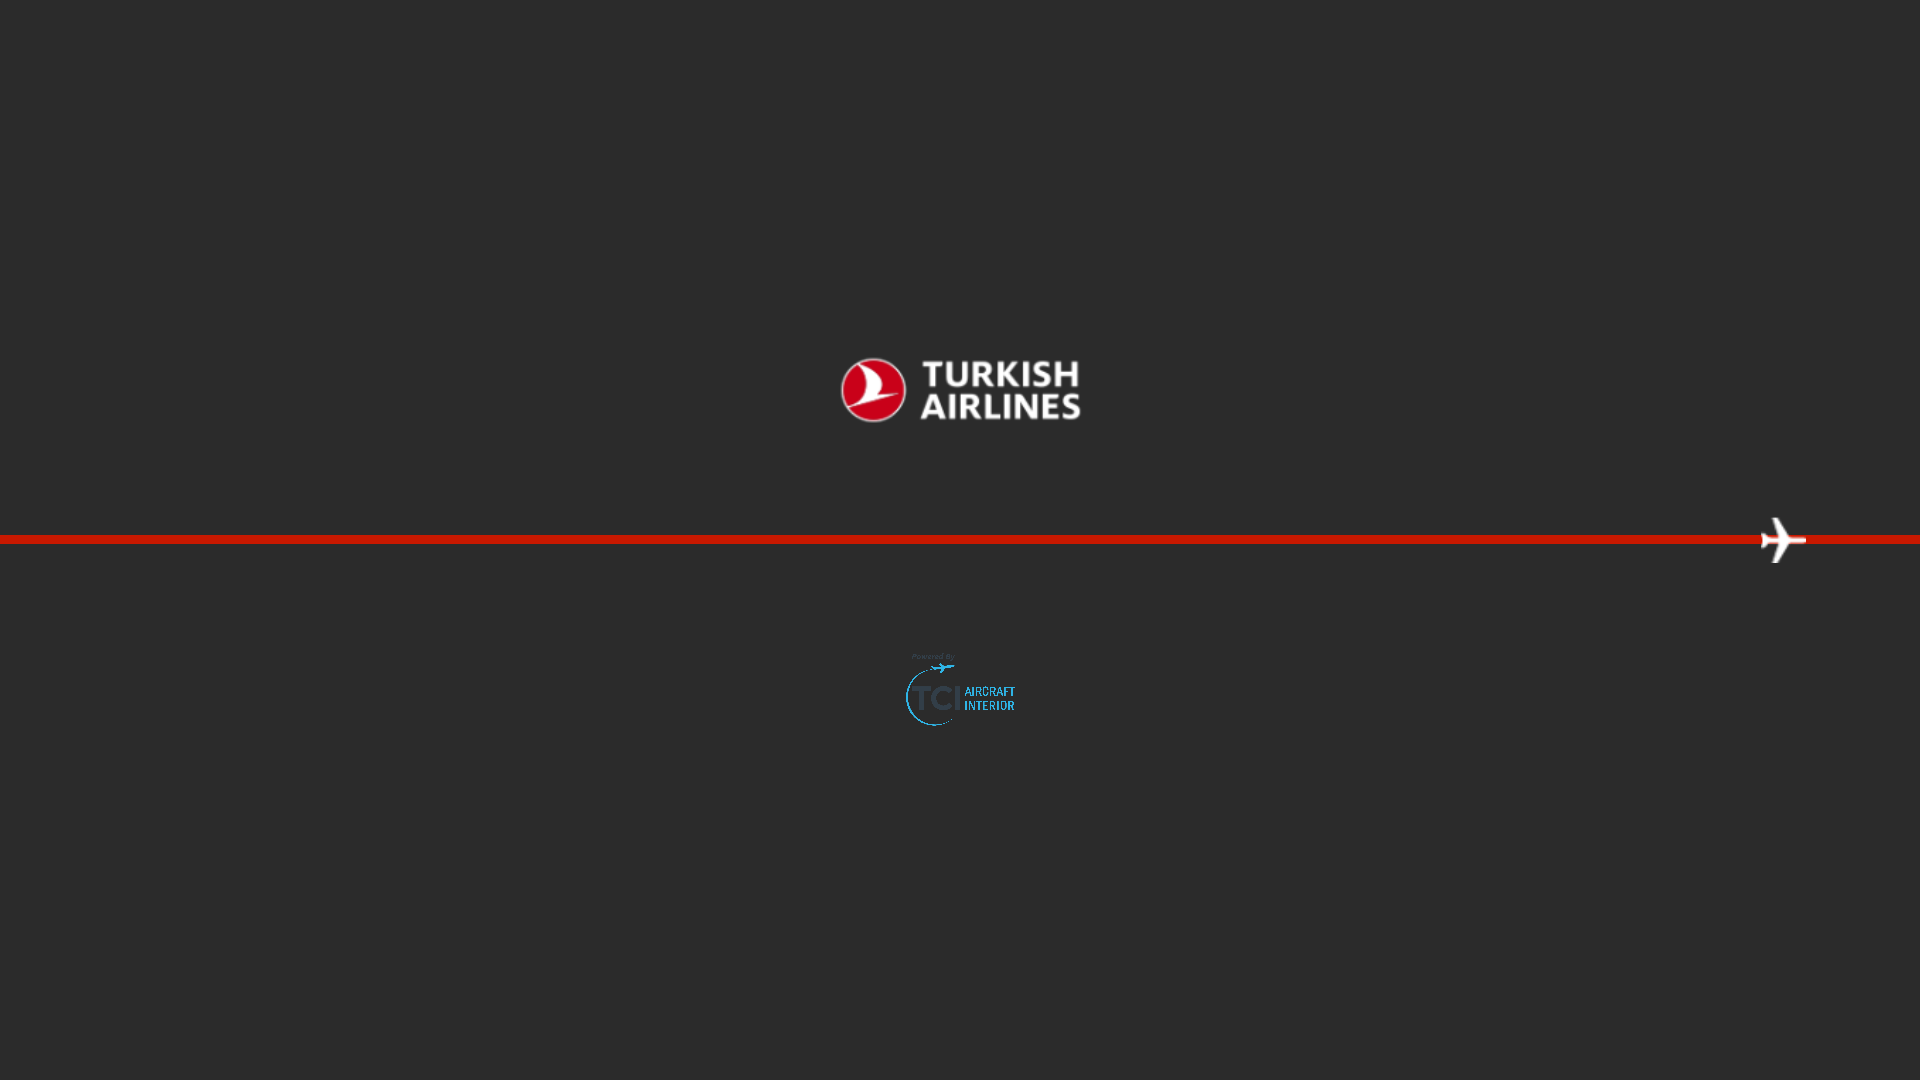 TURKISH
AIRLINES
Powered By
TCI
AIRCRAFT
INTERIOR